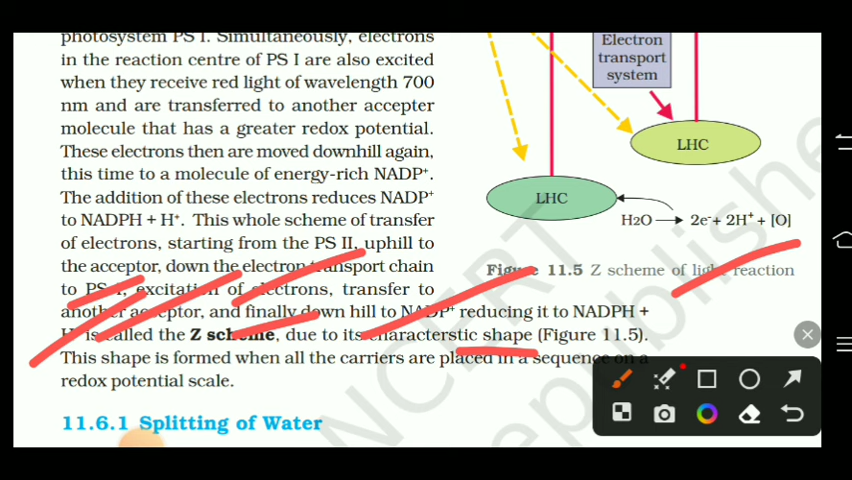 photosystem PS I. Simultaneously, electrons
in the reaction centre of PS I are also excited
when they receive red light of wavelength 700
nm and are transferred to another accepter
molecule that has a greater redox potential.
These electrons then are moved downhill again,
this time to a molecule of energy-rich NADP⁺.
The addition of these electrons reduces NADP⁺
to NADPH + H⁺. This whole scheme of transfer
of electrons, starting from the PS II, uphill to
the acceptor, down the electron transport chain
to PS I, excitation of electrons, transfer to
another acceptor, and finally down hill to NADP⁺ reducing it to NADPH +
H⁺ is called the Z scheme, due to its characterstic shape (Figure 11.5).
This shape is formed when all the carriers are placed in a sequence on a
redox potential scale.
11.6.1 Splitting of Water
Electron
transport
system
LHC
LHC
H2O → 2e⁻+ 2H⁺ + [O]
Figure 11.5 Z scheme of light reaction
NCERT
republishe